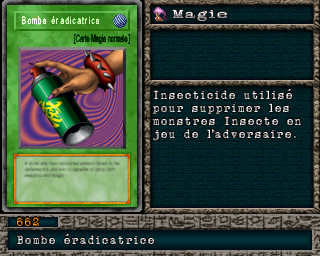 Bombe éradicatrice
[Carte Magie normale]
Magie
Insecticide utilisé
pour supprimer les
monstres Insecte en
jeu de l'adversaire.
662
Bombe éradicatrice